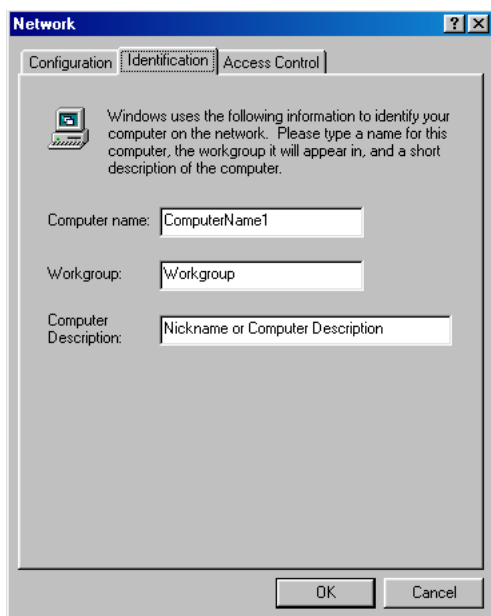 Network
Configuration Identification Access Control
Windows uses the following information to identify your
computer on the network. Please type a name for this
computer, the workgroup it will appear in, and a short
description of the computer.
Computer name: ComputerName1
Workgroup: Workgroup
Computer
Description: Nickname or Computer Description
OK Cancel